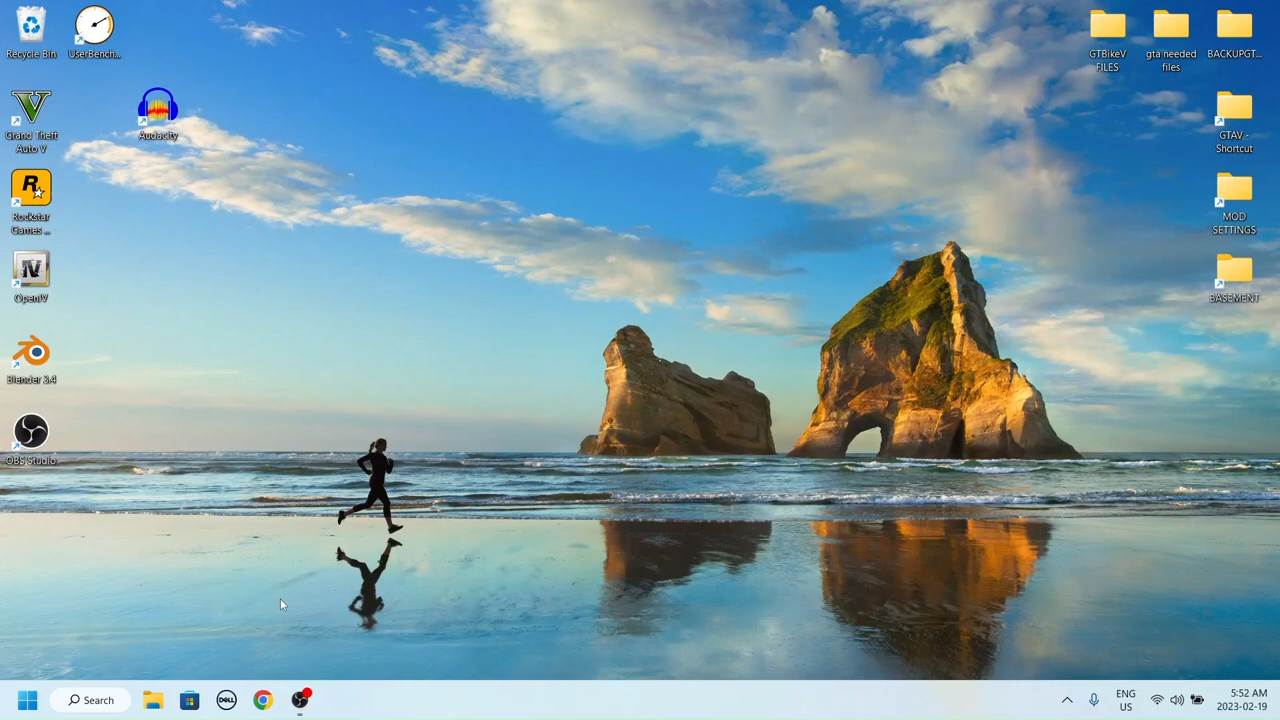 Recycle Bin
UserBench...
Grand Theft
Auto V
Audacity
Rockstar
Games ...
OpenIV
Blender 3.4
OBS Studio
GTBikeV
FILES
gta needed
files
BACKUPGT...
GTAV -
Shortcut
MOD
SETTINGS
BASEMENT
Search
DELL
ENG
US
5:52 AM
2023-02-19